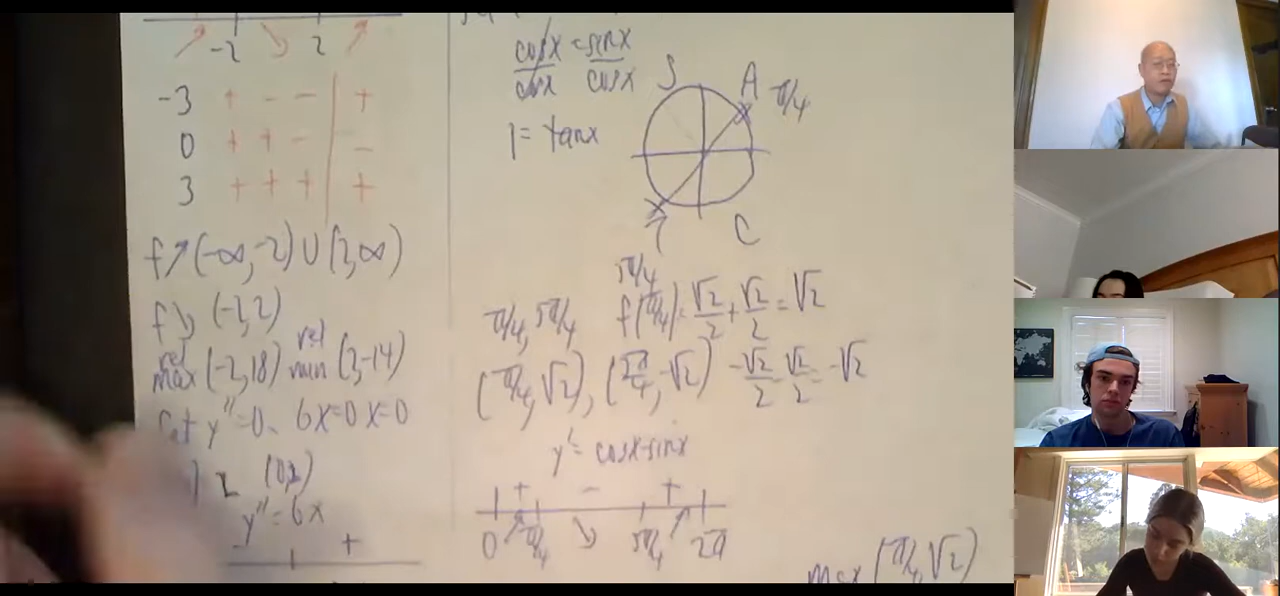 -2 2
-3 + - - +
0 + + - -
3 + + + +
f↗(-∞,-2)∪(2,∞)
f↘(-2,2)
rel rel
max (-2,18) min (2,-14)
Set y''=0 6x=0 x=0
(0,2)
y''=6x
+
cosx = sinx
cosx cosx
1 = tanx
S A π/4
T C
5π/4
π/4, 5π/4 f(π/4)=√2/2+√2/2=√2
(π/4,√2), (5π/4,-√2) -√2/2-√2/2=-√2
y'=cosx-sinx
+ - +
0 ↗ π/4 ↘ 5π/4 ↗ 2π
max (π/4,√2)